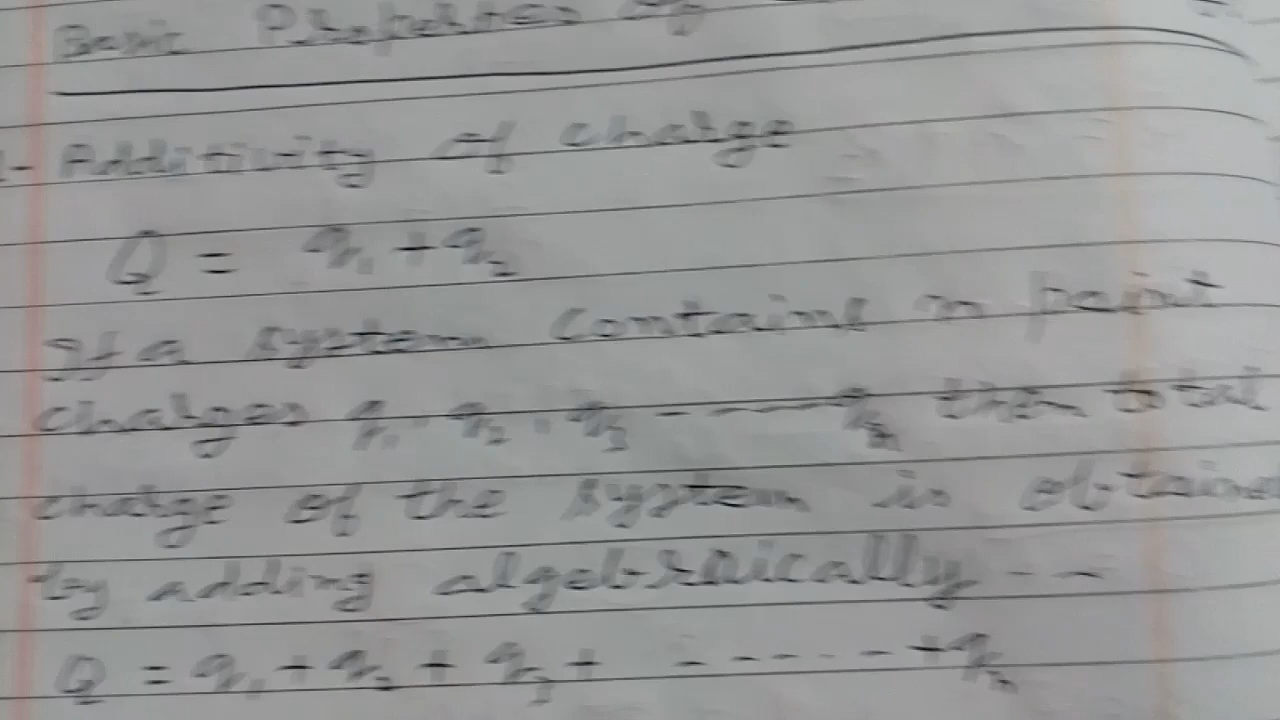 Basic Properties of
1- Additivity of charge
Q = q₁ + q₂
If a system contains n point
charges q₁, q₂, q₃ - ------ qₙ then total
charge of the system is obtained
by adding algebraically - -
Q = q₁ + q₂ + q₃ + - - - - - - + qₙ